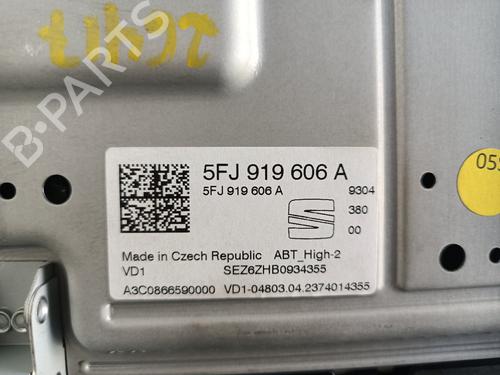 B-PARTS
5FJ 919 606 A
5FJ 919 606 A 9304
380
00
Made in Czech Republic ABT_High-2
VD1 SEZ6ZHB0934355
A3C0866590000 VD1-04803.04.2374014355